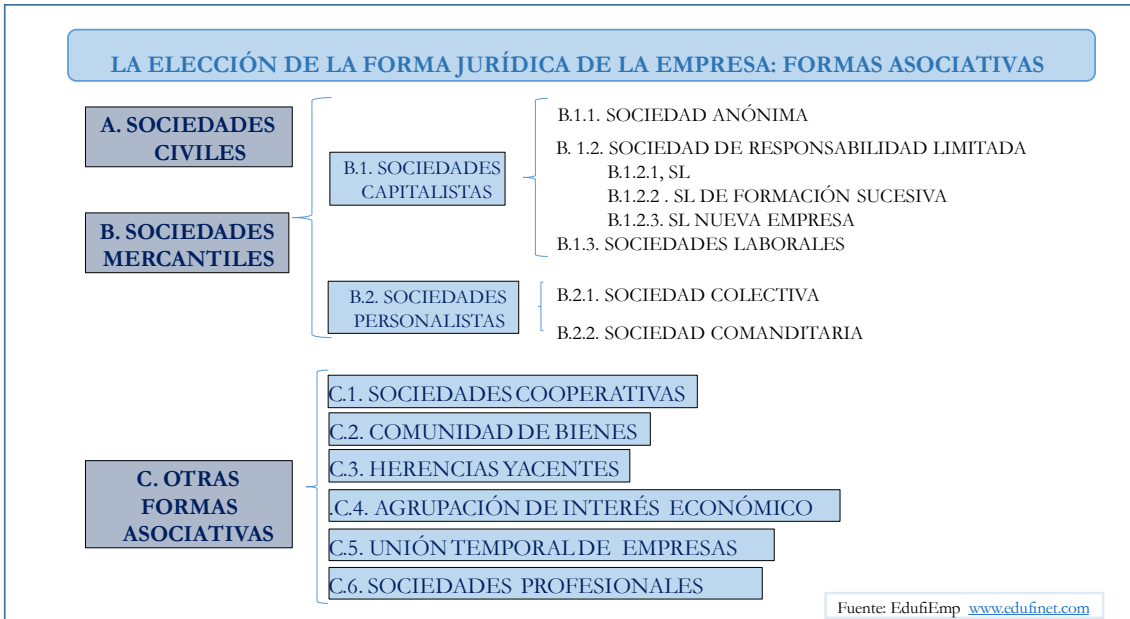 LA ELECCIÓN DE LA FORMA JURÍDICA DE LA EMPRESA: FORMAS ASOCIATIVAS
A. SOCIEDADES
CIVILES
B. SOCIEDADES
MERCANTILES
B.1. SOCIEDADES
CAPITALISTAS
B.1.1. SOCIEDAD ANÓNIMA
B. 1.2. SOCIEDAD DE RESPONSABILIDAD LIMITADA
B.1.2.1, SL
B.1.2.2 . SL DE FORMACIÓN SUCESIVA
B.1.2.3. SL NUEVA EMPRESA
B.1.3. SOCIEDADES LABORALES
B.2. SOCIEDADES
PERSONALISTAS
B.2.1. SOCIEDAD COLECTIVA
B.2.2. SOCIEDAD COMANDITARIA
C. OTRAS
FORMAS
ASOCIATIVAS
C.1. SOCIEDADES COOPERATIVAS
C.2. COMUNIDAD DE BIENES
C.3. HERENCIAS YACENTES
.C.4. AGRUPACIÓN DE INTERÉS ECONÓMICO
C.5. UNIÓN TEMPORAL DE EMPRESAS
C.6. SOCIEDADES PROFESIONALES
Fuente: EdufiEmp www.edufinet.com